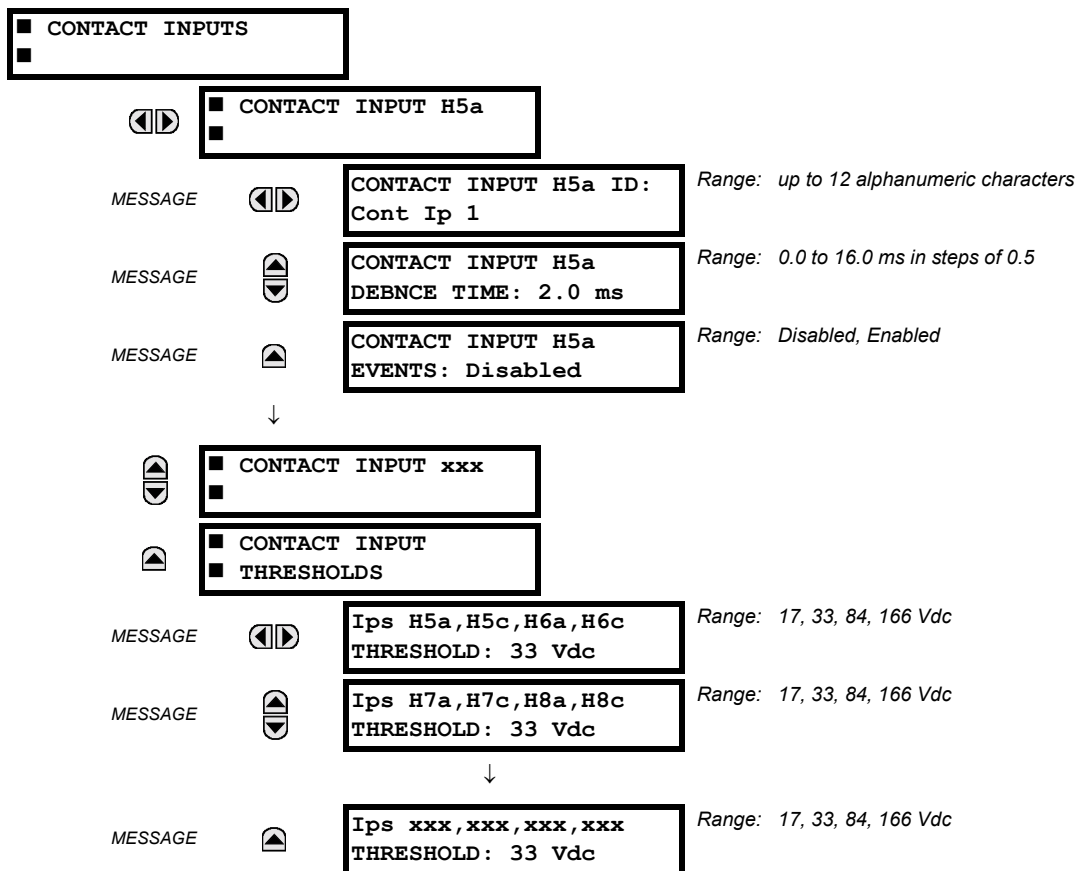 ■ CONTACT INPUTS
■
■ CONTACT INPUT H5a
■
MESSAGE
CONTACT INPUT H5a ID:
Cont Ip 1
Range: up to 12 alphanumeric characters
MESSAGE
CONTACT INPUT H5a
DEBNCE TIME: 2.0 ms
Range: 0.0 to 16.0 ms in steps of 0.5
MESSAGE
CONTACT INPUT H5a
EVENTS: Disabled
Range: Disabled, Enabled
↓
■ CONTACT INPUT xxx
■
■ CONTACT INPUT
■ THRESHOLDS
MESSAGE
Ips H5a,H5c,H6a,H6c
THRESHOLD: 33 Vdc
Range: 17, 33, 84, 166 Vdc
MESSAGE
Ips H7a,H7c,H8a,H8c
THRESHOLD: 33 Vdc
Range: 17, 33, 84, 166 Vdc
↓
MESSAGE
Ips xxx,xxx,xxx,xxx
THRESHOLD: 33 Vdc
Range: 17, 33, 84, 166 Vdc